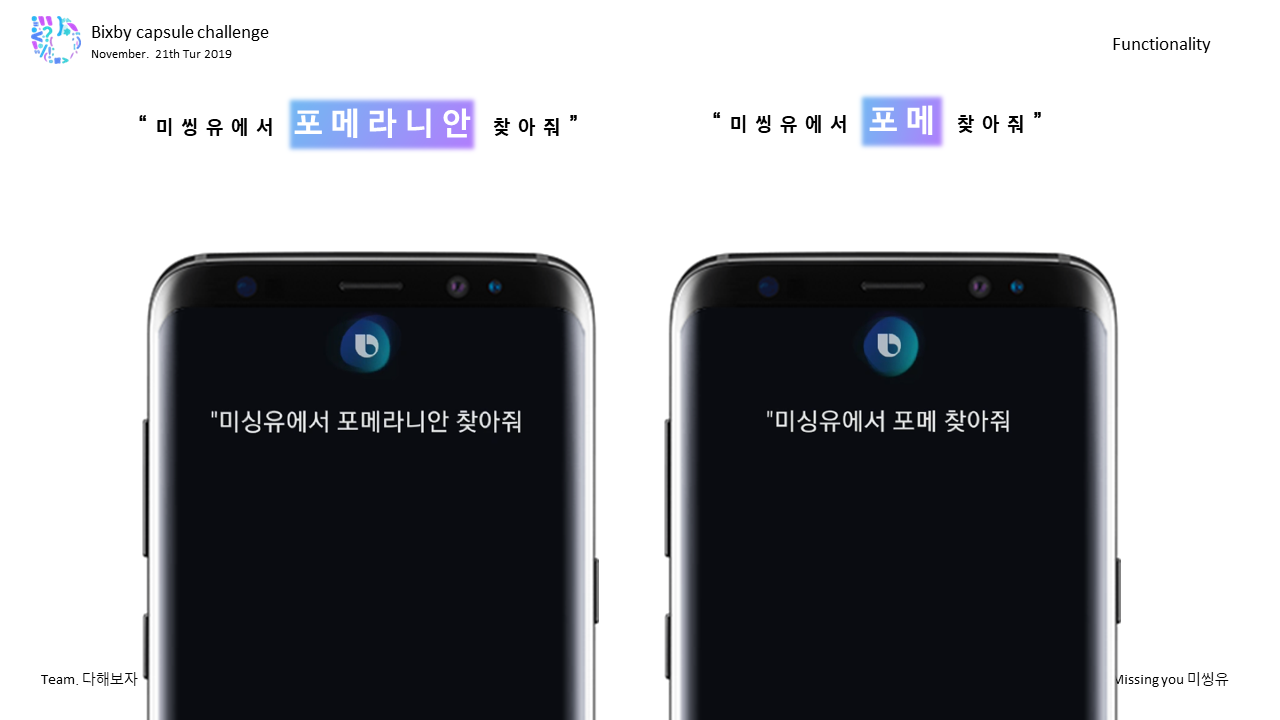 Bixby capsule challenge
November. 21th Tur 2019
Functionality
“미씽유에서 포메라니안 찾아줘”
“미씽유에서 포메 찾아줘”
"미싱유에서 포메라니안 찾아줘
"미싱유에서 포메 찾아줘
Team. 다해보자
Missing you 미씽유